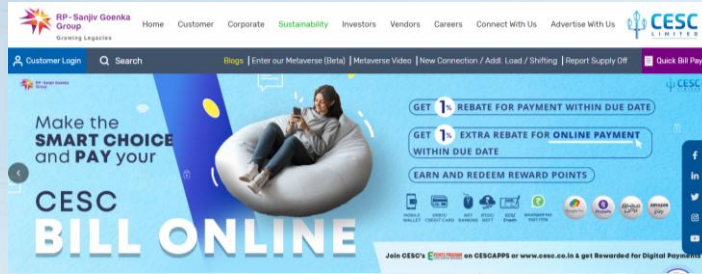 RP-Sanjiv Goenka
Group
Growing Legacies
Home Customer Corporate Sustainability Investors Vendors Careers Connect With Us Advertise With Us
CESC
LIMITED
Customer Login Search Blogs | Enter our Metaverse (Beta) | Metaverse Video | New Connection / Addl. Load / Shifting | Report Supply Off Quick Bill Pay
RP-Sanjiv Goenka
Group
CESC
Make the
SMART CHOICE
and PAY your
CESC
BILL ONLINE
GET 1% REBATE FOR PAYMENT WITHIN DUE DATE
GET 1% EXTRA REBATE FOR ONLINE PAYMENT
WITHIN DUE DATE
EARN AND REDEEM REWARD POINTS
MOBILE
WALLET
CREDIT CARD
NET
BANKING
RTGS/
NEFT
pay
Join CESC's on CESCAPPS or www.cesc.co.in & get Rewarded for Digital Payments